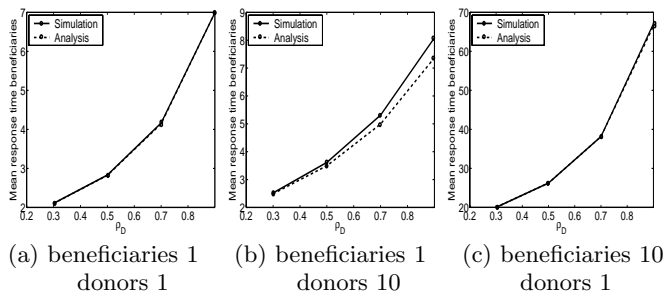 Mean response time beneficiaries
7
6
5
4
3
2
Simulation
Analysis
0.2 0.3 0.4 0.5 0.6 0.7 0.8
ρD
Mean response time beneficiaries
9
8
7
6
5
4
3
2
Simulation
Analysis
0.2 0.3 0.4 0.5 0.6 0.7 0.8
ρD
Mean response time beneficiaries
70
60
50
40
30
20
Simulation
Analysis
0.2 0.3 0.4 0.5 0.6 0.7 0.8
ρD
(a) beneficiaries 1
donors 1
(b) beneficiaries 1
donors 10
(c) beneficiaries 10
donors 1